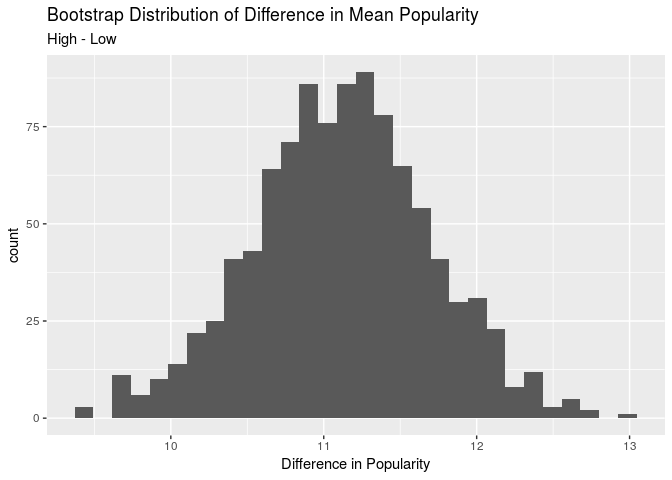 Bootstrap Distribution of Difference in Mean Popularity
High - Low
75
50
25
0
count
10
11
12
13
Difference in Popularity